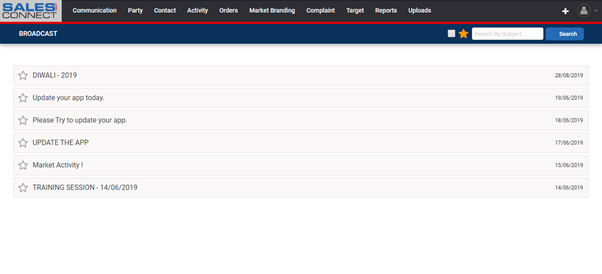 SALES
CONNECT
Communication Party Contact Activity Orders Market Branding Complaint Target Reports Uploads
BROADCAST
Search By Subject...
Search
DIWALI - 2019 28/08/2019
Update your app today. 19/06/2019
Please Try to update your app. 18/06/2019
UPDATE THE APP 17/06/2019
Market Activity ! 15/06/2019
TRAINING SESSION - 14/06/2019 14/06/2019